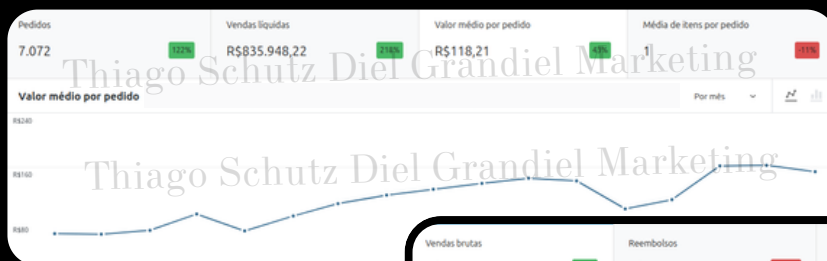 Pedidos
Vendas líquidas
Valor médio por pedido
Média de itens por pedido
7.072
122%
R$835.948,22
218%
R$118,21
43%
1
-11%
Thiago Schutz Diel Grandiel Marketing
Valor médio por pedido
Por mês
R$240
R$160
Thiago Schutz Diel Grandiel Marketing
R$80
Vendas brutas
Reembolsos